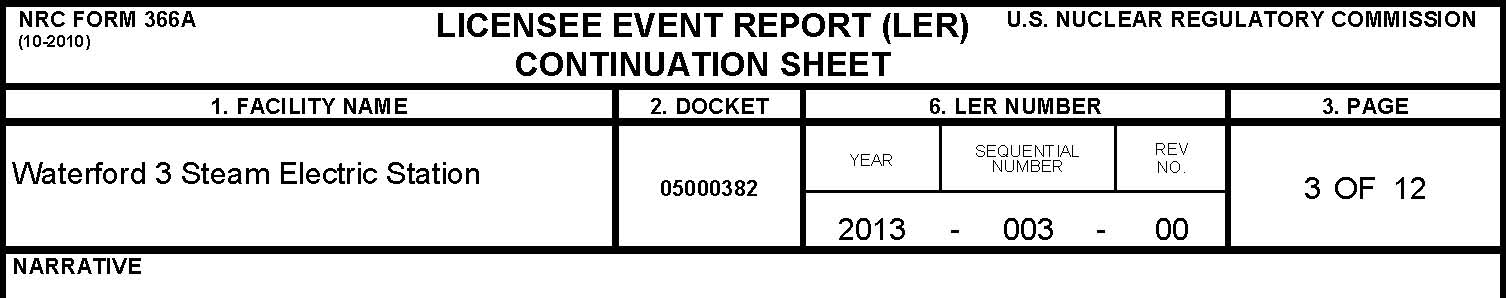 NRC FORM 366A
(10-2010)
LICENSEE EVENT REPORT (LER)
CONTINUATION SHEET
U.S. NUCLEAR REGULATORY COMMISSION
1. FACILITY NAME
2. DOCKET
6. LER NUMBER
3. PAGE
Waterford 3 Steam Electric Station
05000382
YEAR
SEQUENTIAL
NUMBER
REV
NO.
2013 - 003 - 00
3 OF 12
NARRATIVE